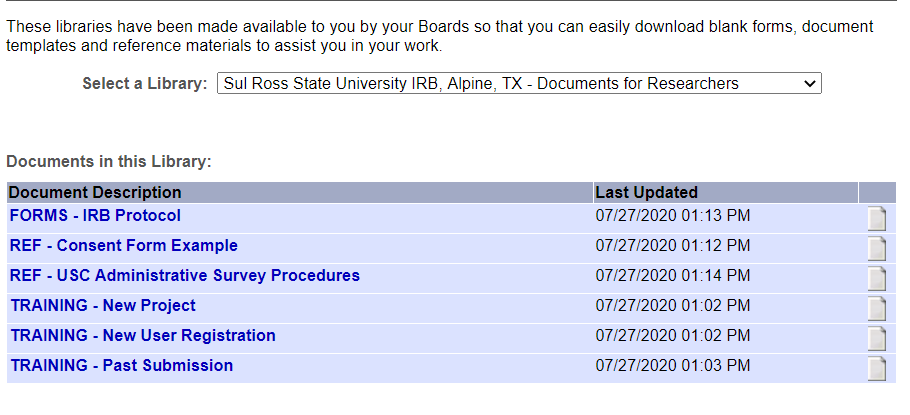 These libraries have been made available to you by your Boards so that you can easily download blank forms, document
templates and reference materials to assist you in your work.
Select a Library: Sul Ross State University IRB, Alpine, TX - Documents for Researchers
Documents in this Library:
Document Description Last Updated
FORMS - IRB Protocol 07/27/2020 01:13 PM
REF - Consent Form Example 07/27/2020 01:12 PM
REF - USC Administrative Survey Procedures 07/27/2020 01:14 PM
TRAINING - New Project 07/27/2020 01:02 PM
TRAINING - New User Registration 07/27/2020 01:02 PM
TRAINING - Past Submission 07/27/2020 01:03 PM